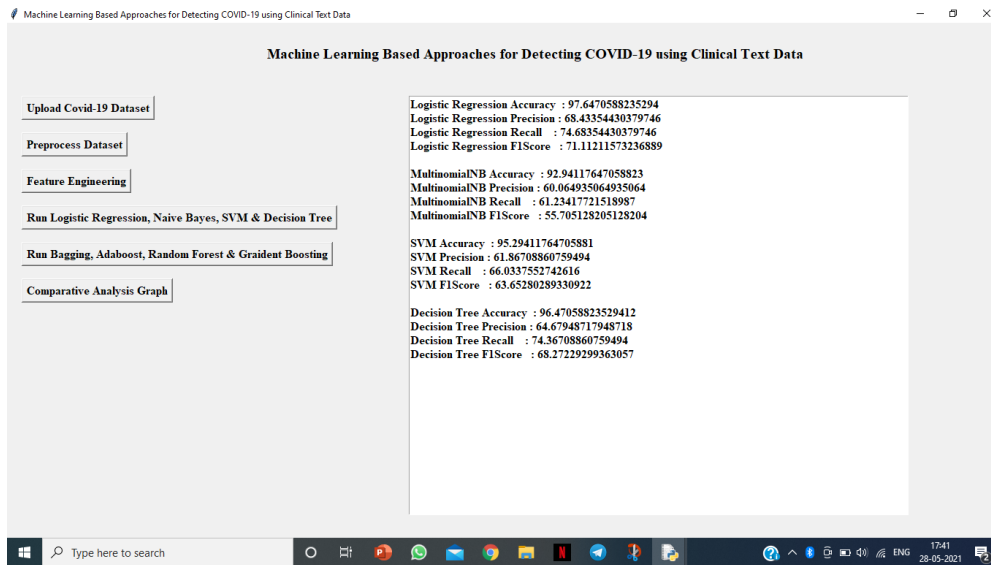 Machine Learning Based Approaches for Detecting COVID-19 using Clinical Text Data
Machine Learning Based Approaches for Detecting COVID-19 using Clinical Text Data
Upload Covid-19 Dataset
Preprocess Dataset
Feature Engineering
Run Logistic Regression, Naive Bayes, SVM & Decision Tree
Run Bagging, Adaboost, Random Forest & Graident Boosting
Comparative Analysis Graph
Logistic Regression Accuracy : 97.6470588235294
Logistic Regression Precision : 68.43354430379746
Logistic Regression Recall : 74.68354430379746
Logistic Regression F1Score : 71.11211573236889
MultinomialNB Accuracy : 92.94117647058823
MultinomialNB Precision : 60.064935064935064
MultinomialNB Recall : 61.23417721518987
MultinomialNB F1Score : 55.705128205128204
SVM Accuracy : 95.29411764705881
SVM Precision : 61.86708860759494
SVM Recall : 66.0337552742616
SVM F1Score : 63.65280289330922
Decision Tree Accuracy : 96.47058823529412
Decision Tree Precision : 64.67948717948718
Decision Tree Recall : 74.36708860759494
Decision Tree F1Score : 68.27229299363057
Type here to search
ENG
17:41
28-05-2021
2